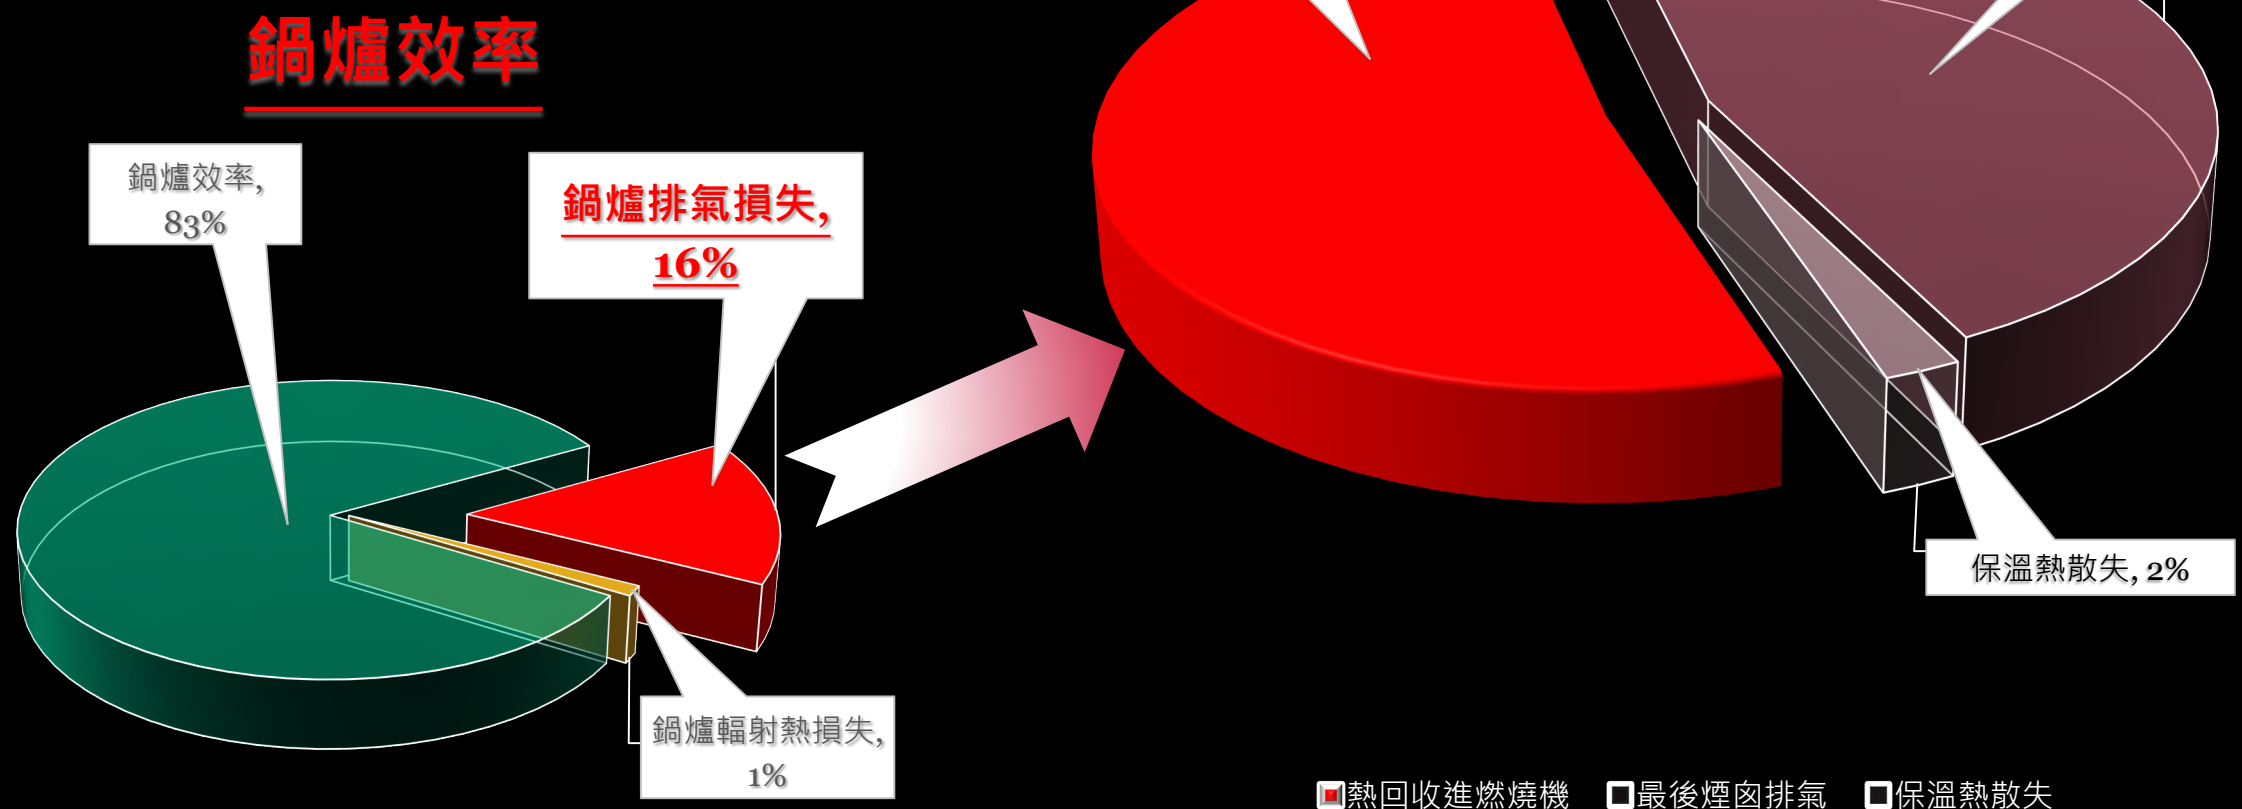 鍋爐效率
鍋爐效率,
83%
鍋爐排氣損失,
16%
保溫熱散失, 2%
鍋爐輻射熱損失,
1%
熱回收進燃燒機 最後煙囪排氣 保溫熱散失